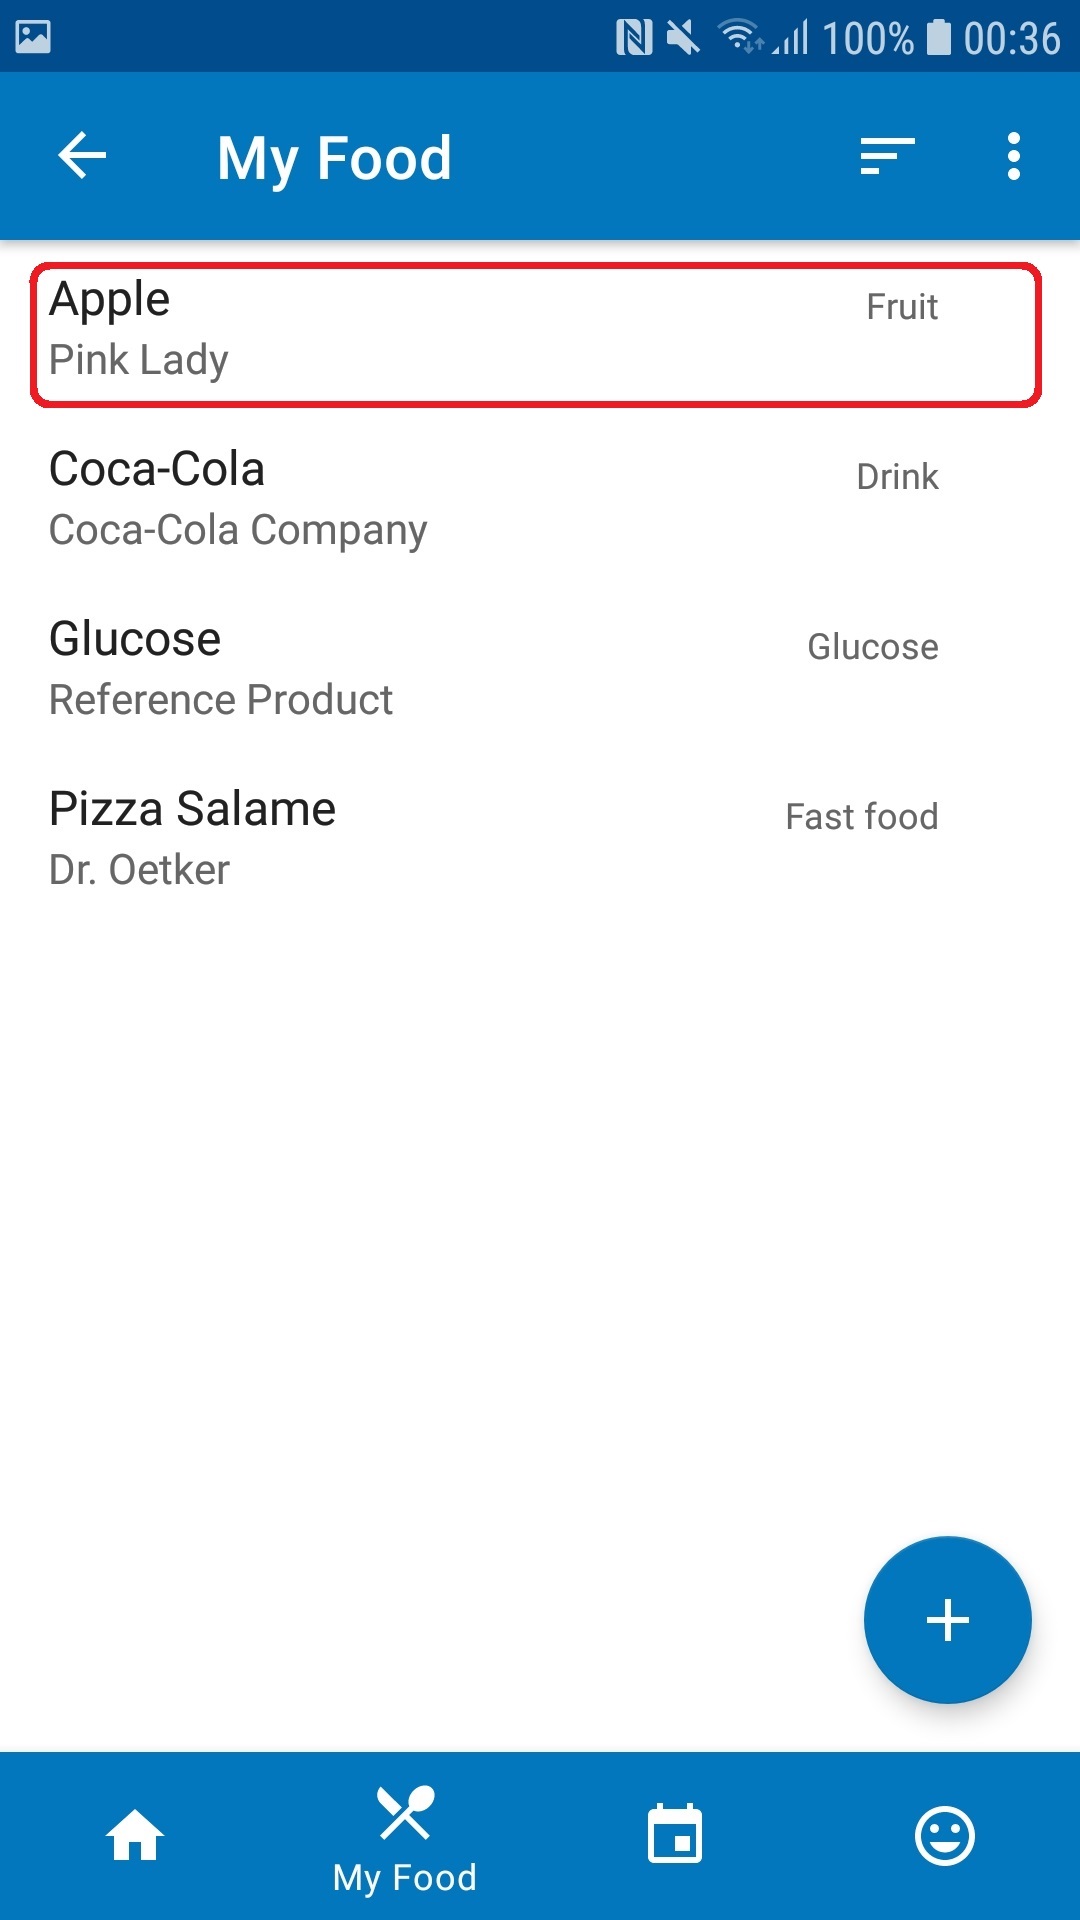 100% 00:36
My Food
Apple Fruit
Pink Lady
Coca-Cola Drink
Coca-Cola Company
Glucose Glucose
Reference Product
Pizza Salame Fast food
Dr. Oetker
My Food